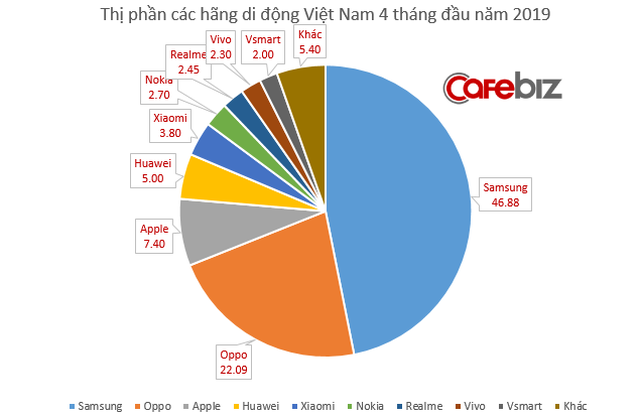 Thị phần các hãng di động Việt Nam 4 tháng đầu năm 2019
Khác
5.40
Vsmart
2.00
Vivo
2.30
Realme
2.45
Nokia
2.70
Xiaomi
3.80
Huawei
5.00
Apple
7.40
Oppo
22.09
Samsung
46.88
Cafebiz
Samsung Oppo Apple Huawei Xiaomi Nokia Realme Vivo Vsmart Khác